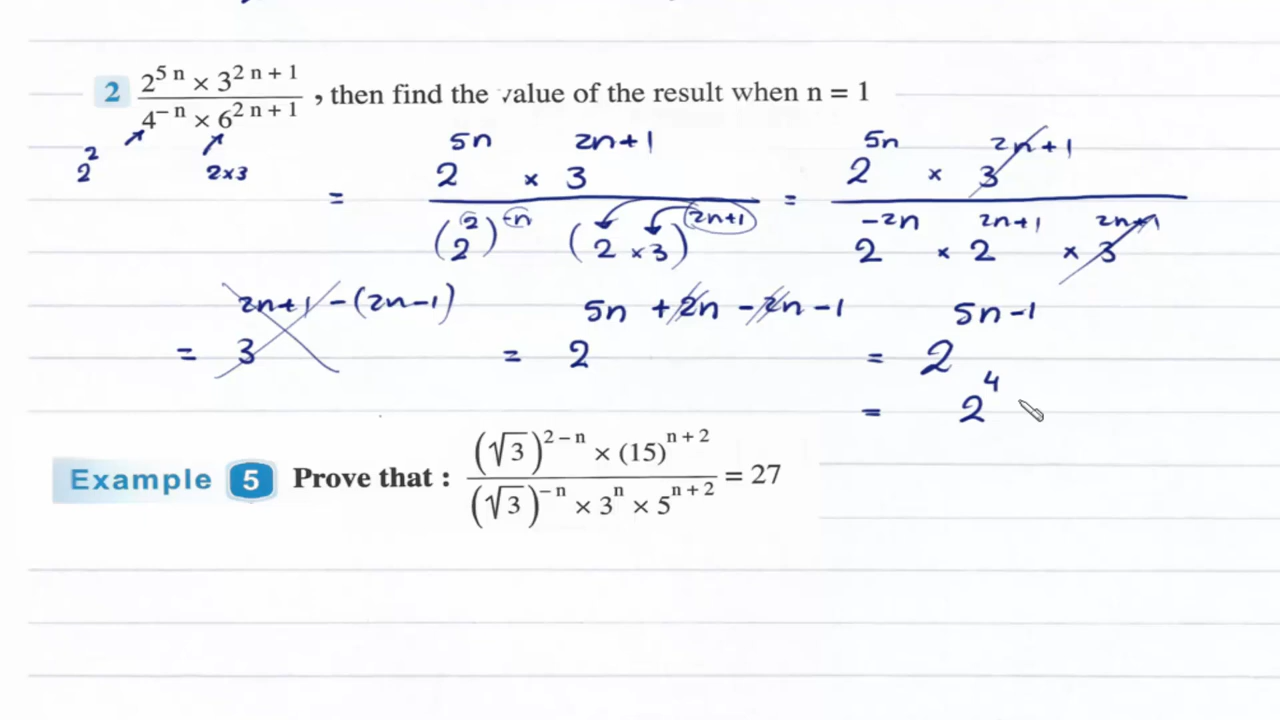 2 (2^{5 n} × 3^{2 n + 1}) / (4^{- n} × 6^{2 n + 1}) , then find the value of the result when n = 1
2^2 2×3
= (2^{5n} × 3^{2n+1}) / ((2^2)^{-n} (2 × 3)^{2n+1}) = (2^{5n} × 3^{2n+1}) / (2^{-2n} × 2^{2n+1} × 3^{2n+1})
= 3^{2n+1-(2n-1)} = 2^{5n+2n-2n-1} = 2^{5n-1}
= 2^4
Example 5 Prove that : ((√3)^{2 - n} × (15)^{n + 2}) / ((√3)^{- n} × 3^n × 5^{n + 2}) = 27